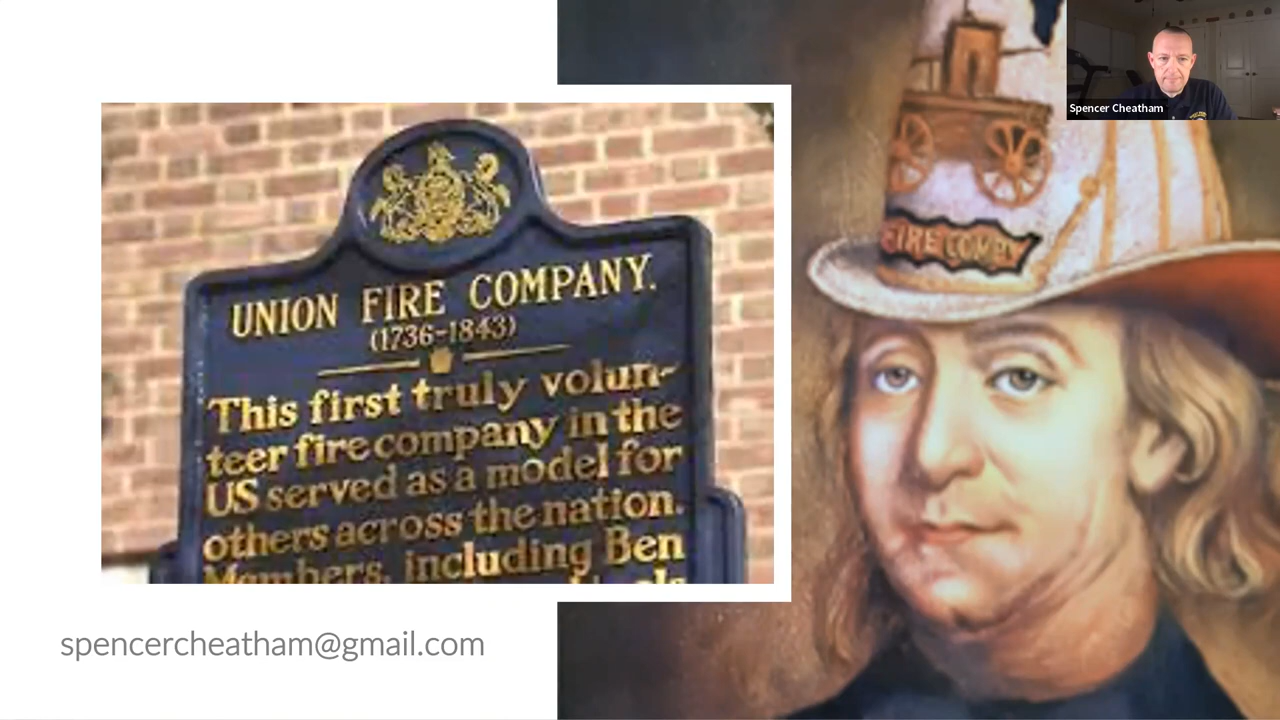 Spencer Cheatham
FIRE COMPY
UNION FIRE COMPANY.
(1736-1843)
This first truly volun-
teer fire company in the
US served as a model for
others across the nation.
Members, including Ben
spencercheatham@gmail.com